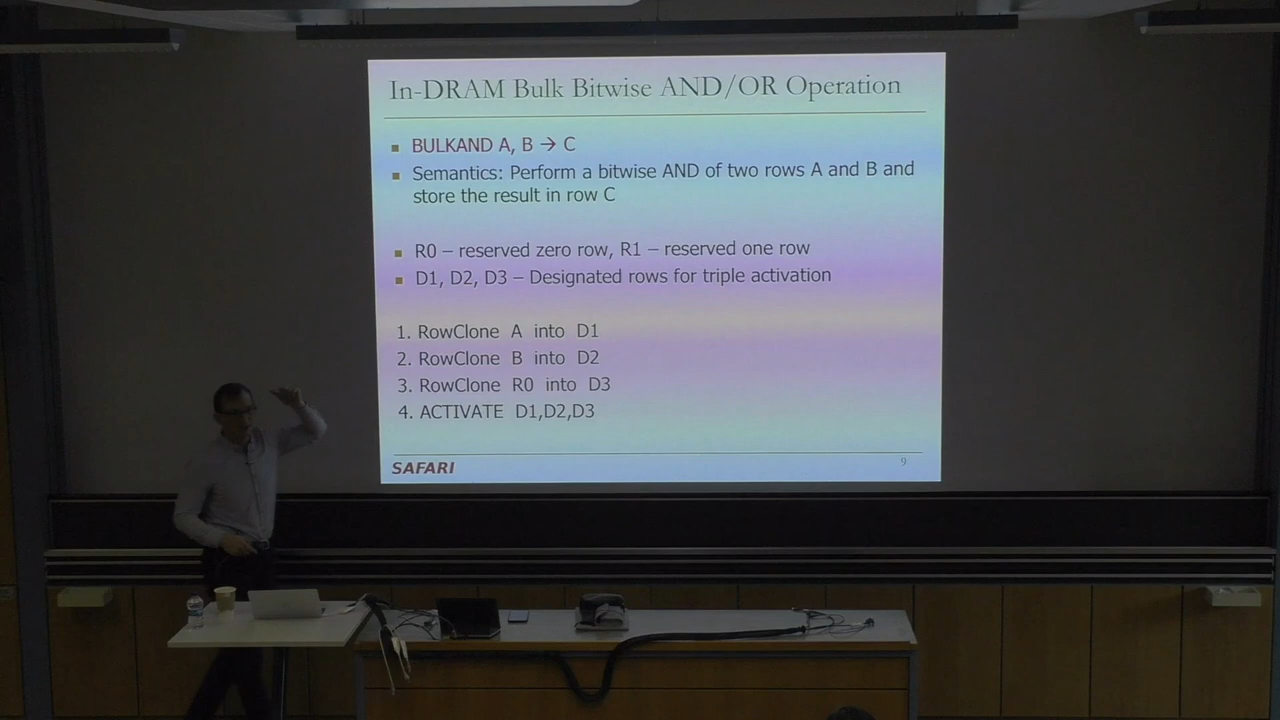 In-DRAM Bulk Bitwise AND/OR Operation
BULKAND A, B → C
Semantics: Perform a bitwise AND of two rows A and B and
store the result in row C
R0 – reserved zero row, R1 – reserved one row
D1, D2, D3 – Designated rows for triple activation
1. RowClone A into D1
2. RowClone B into D2
3. RowClone R0 into D3
4. ACTIVATE D1,D2,D3
SAFARI
9